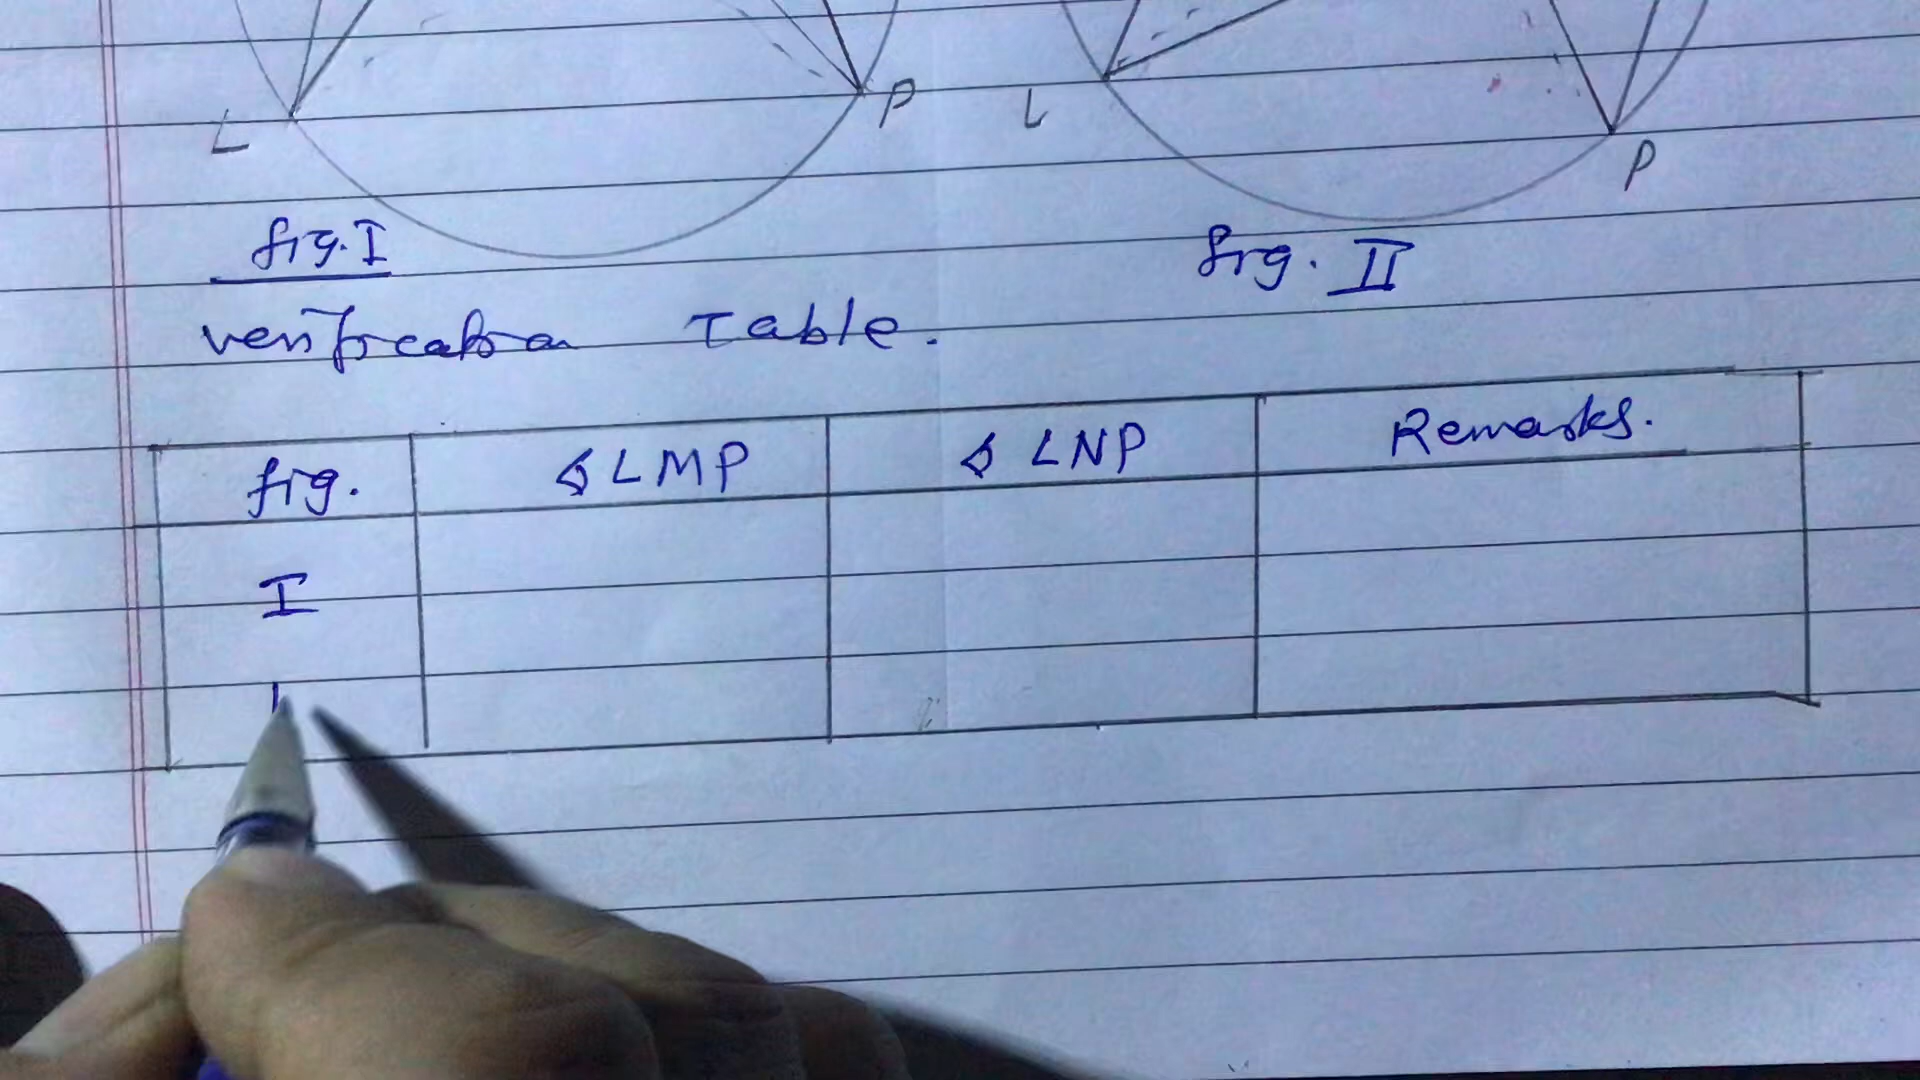 L P L P
fig. I fig. II
verification Table.
fig. ∠LMP ∠LNP Remarks.
I